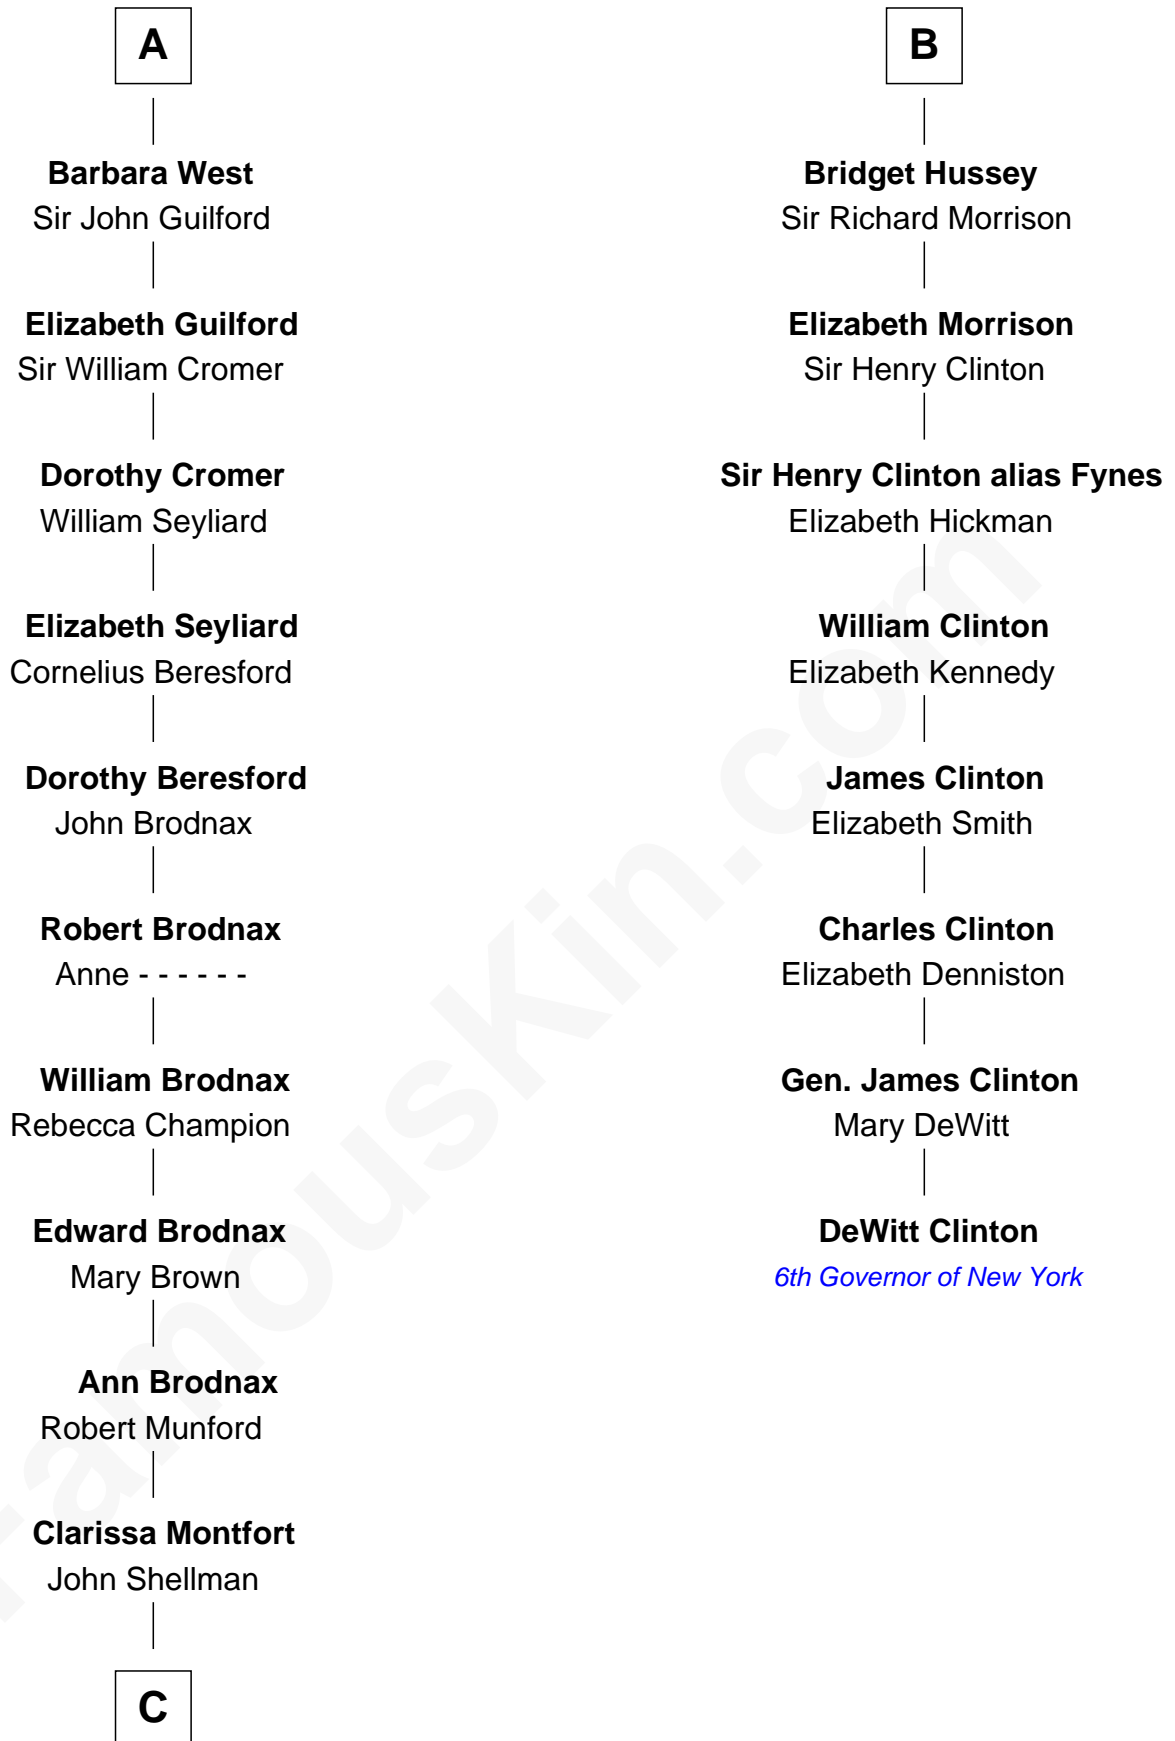 A
Barbara West
Sir John Guilford
Elizabeth Guilford
Sir William Cromer
Dorothy Cromer
William Seyliard
Elizabeth Seyliard
Cornelius Beresford
Dorothy Beresford
John Brodnax
Robert Brodnax
Anne - - - - - -
William Brodnax
Rebecca Champion
Edward Brodnax
Mary Brown
Ann Brodnax
Robert Munford
Clarissa Montfort
John Shellman
C
B
Bridget Hussey
Sir Richard Morrison
Elizabeth Morrison
Sir Henry Clinton
Sir Henry Clinton alias Fynes
Elizabeth Hickman
William Clinton
Elizabeth Kennedy
James Clinton
Elizabeth Smith
Charles Clinton
Elizabeth Denniston
Gen. James Clinton
Mary DeWitt
DeWitt Clinton
6th Governor of New York
FamousKin.com